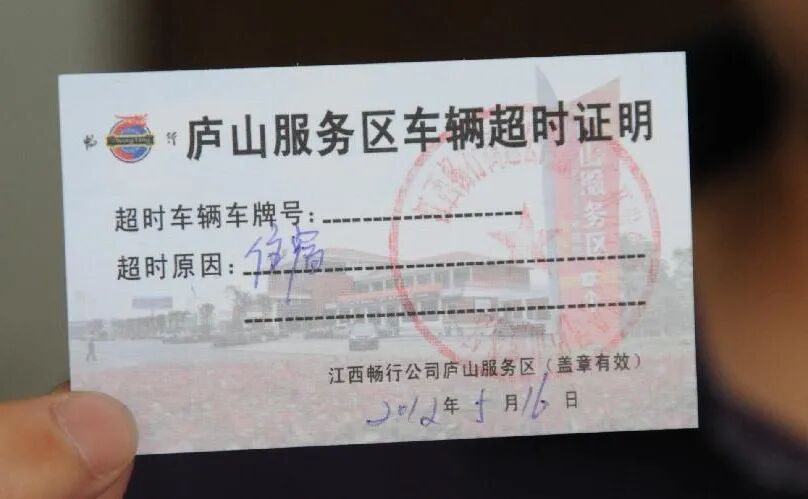 畅 行 庐山服务区车辆超时证明
超时车辆车牌号:
超时原因: 住宿
江西畅行公司庐山服务区（盖章有效）
2012年5月16日